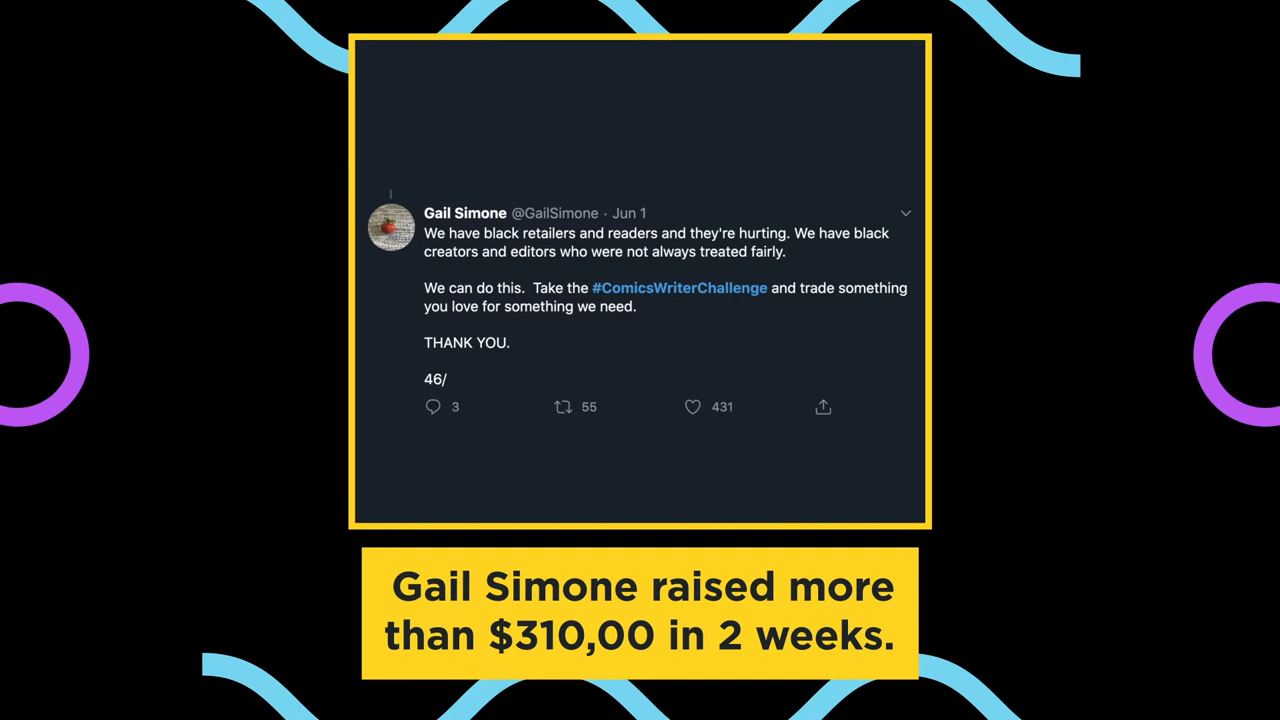 Gail Simone @GailSimone · Jun 1
We have black retailers and readers and they're hurting. We have black
creators and editors who were not always treated fairly.
We can do this. Take the #ComicsWriterChallenge and trade something
you love for something we need.
THANK YOU.
46/
3 55 431
Gail Simone raised more
than $310,00 in 2 weeks.